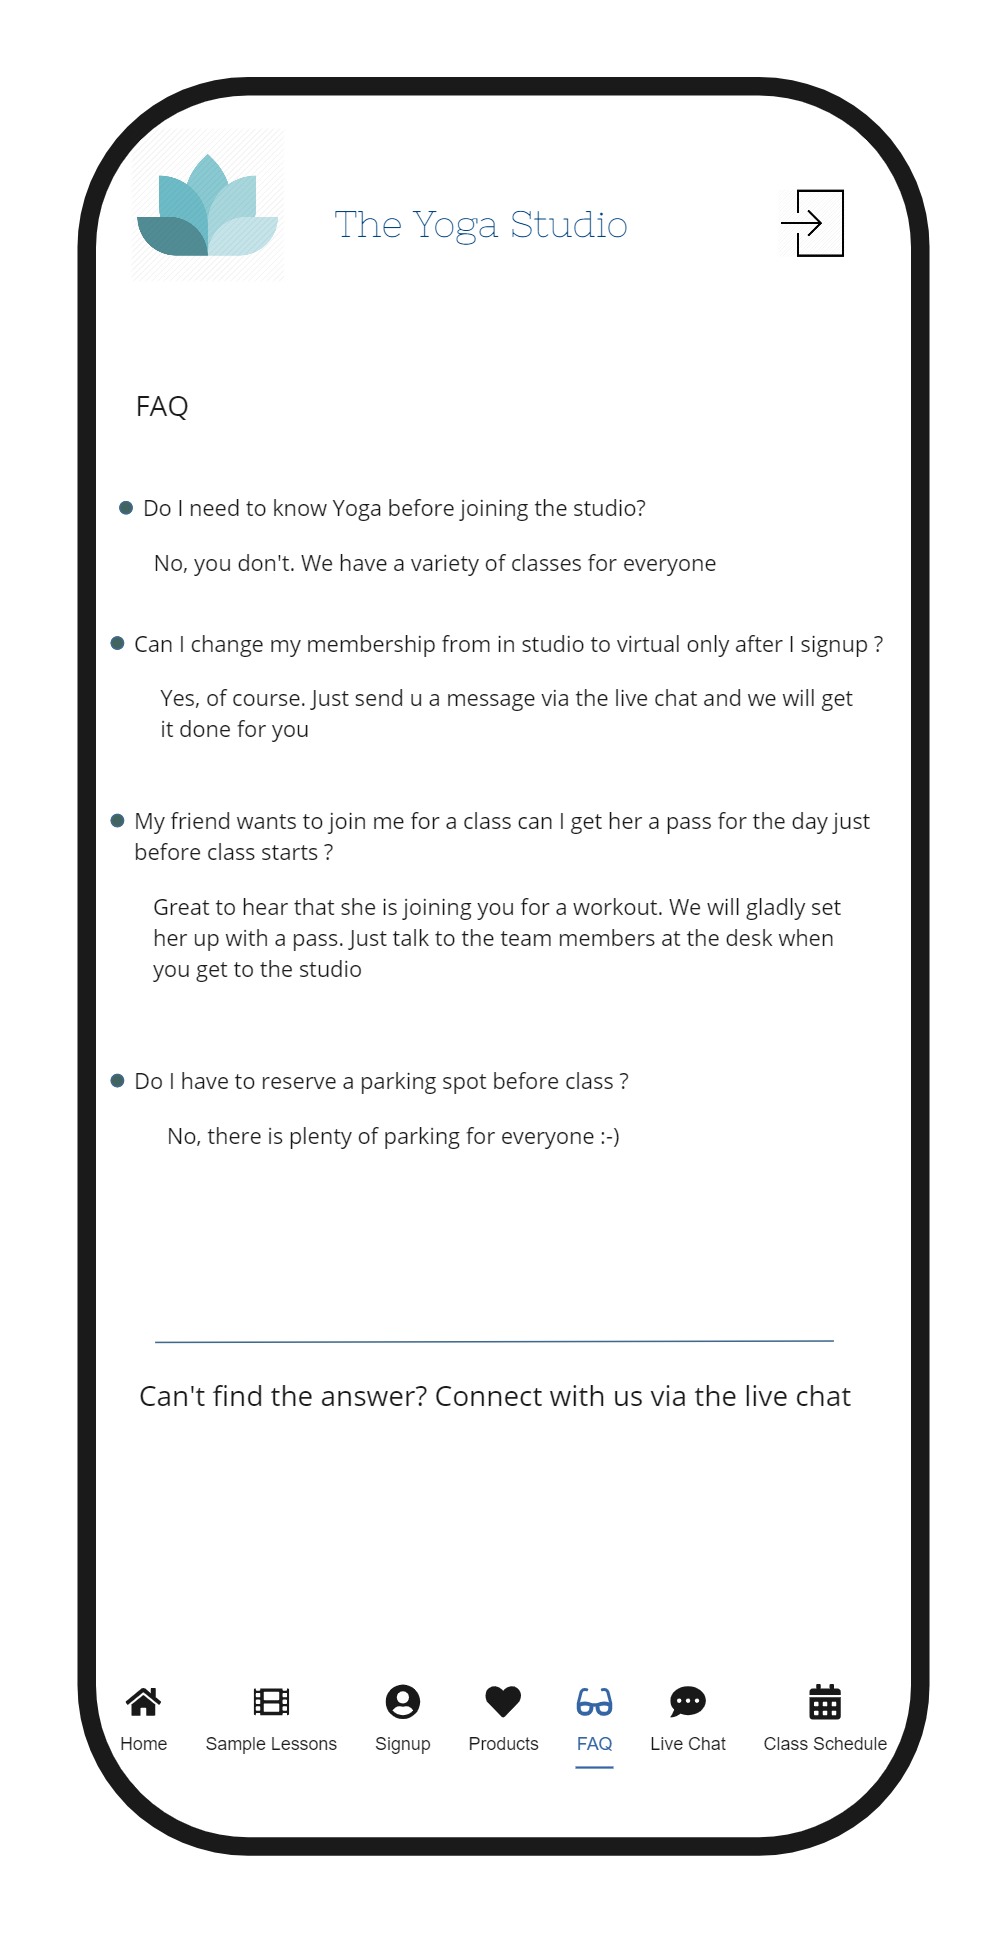 The Yoga Studio
FAQ
Do I need to know Yoga before joining the studio?
No, you don't. We have a variety of classes for everyone
Can I change my membership from in studio to virtual only after I signup ?
Yes, of course. Just send u a message via the live chat and we will get
it done for you
My friend wants to join me for a class can I get her a pass for the day just
before class starts ?
Great to hear that she is joining you for a workout. We will gladly set
her up with a pass. Just talk to the team members at the desk when
you get to the studio
Do I have to reserve a parking spot before class ?
No, there is plenty of parking for everyone :-)
Can't find the answer? Connect with us via the live chat
Home Sample Lessons Signup Products FAQ Live Chat Class Schedule